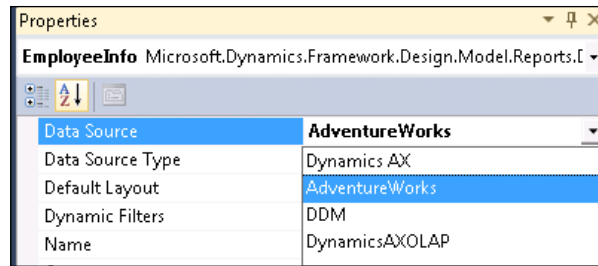 Properties
EmployeeInfo Microsoft.Dynamics.Framework.Design.Model.Reports.
Data Source AdventureWorks
Data Source Type Dynamics AX
Default Layout AdventureWorks
Dynamic Filters DDM
Name DynamicsAXOLAP